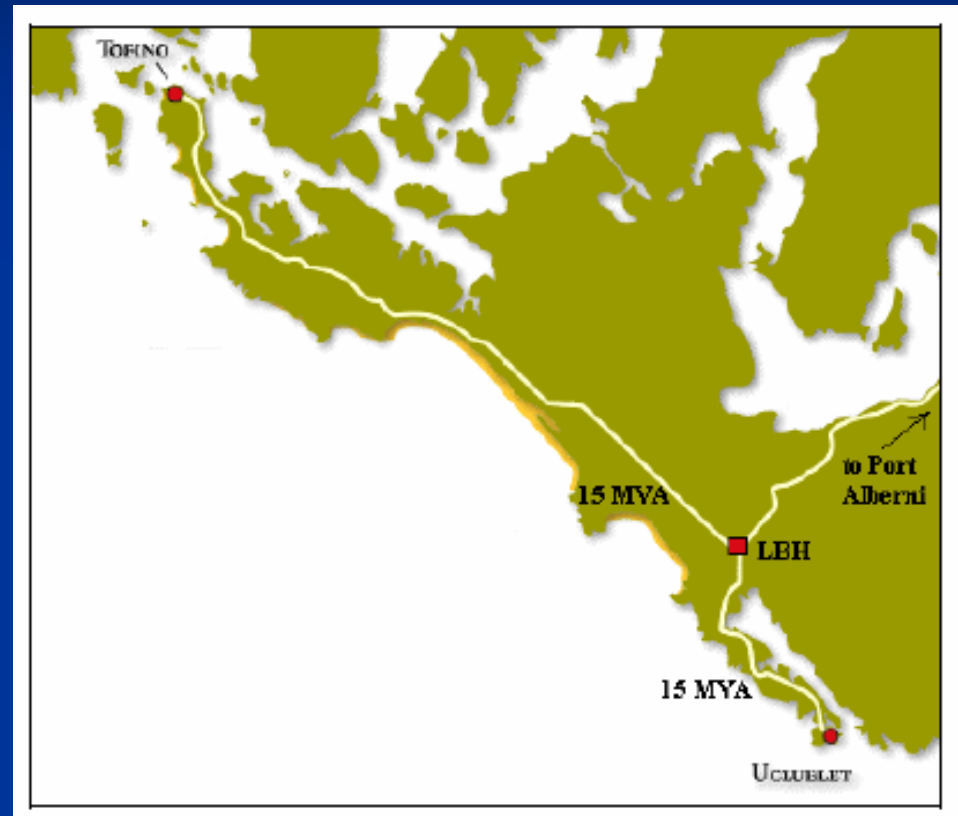 TOFINO
to Port
Alberni
15 MVA
LBH
15 MVA
UCLUELET